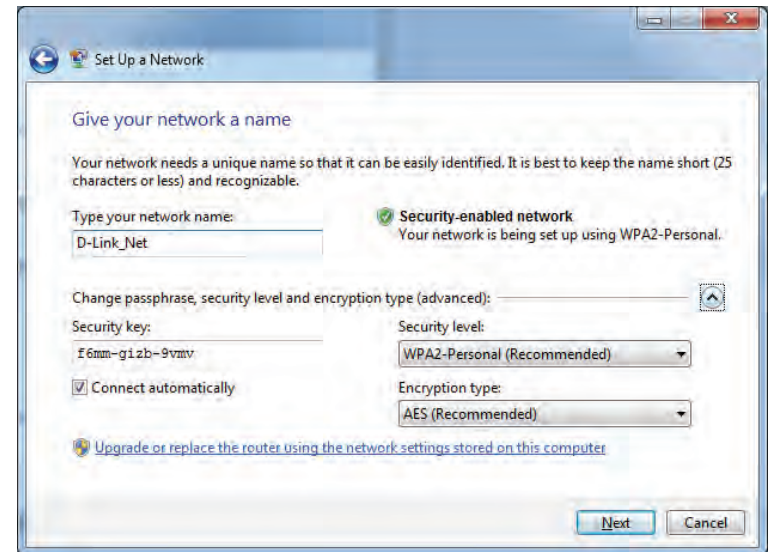 Set Up a Network
Give your network a name
Your network needs a unique name so that it can be easily identified. It is best to keep the name short (25
characters or less) and recognizable.
Type your network name:
D-Link_Net
Security-enabled network
Your network is being set up using WPA2-Personal.
Change passphrase, security level and encryption type (advanced):
Security key:
f6mm-gizb-9vmv
Security level:
WPA2-Personal (Recommended)
Connect automatically
Encryption type:
AES (Recommended)
Upgrade or replace the router using the network settings stored on this computer
Next
Cancel